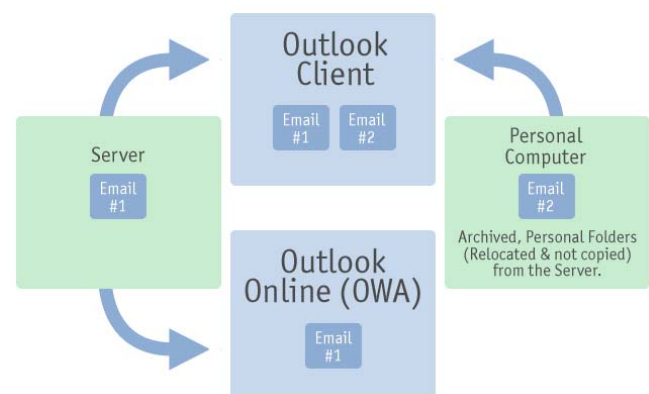 Outlook
Client
Email
#1
Email
#2
Server
Email
#1
Personal
Computer
Email
#2
Archived, Personal Folders
(Relocated & not copied)
from the Server.
Outlook
Online (OWA)
Email
#1